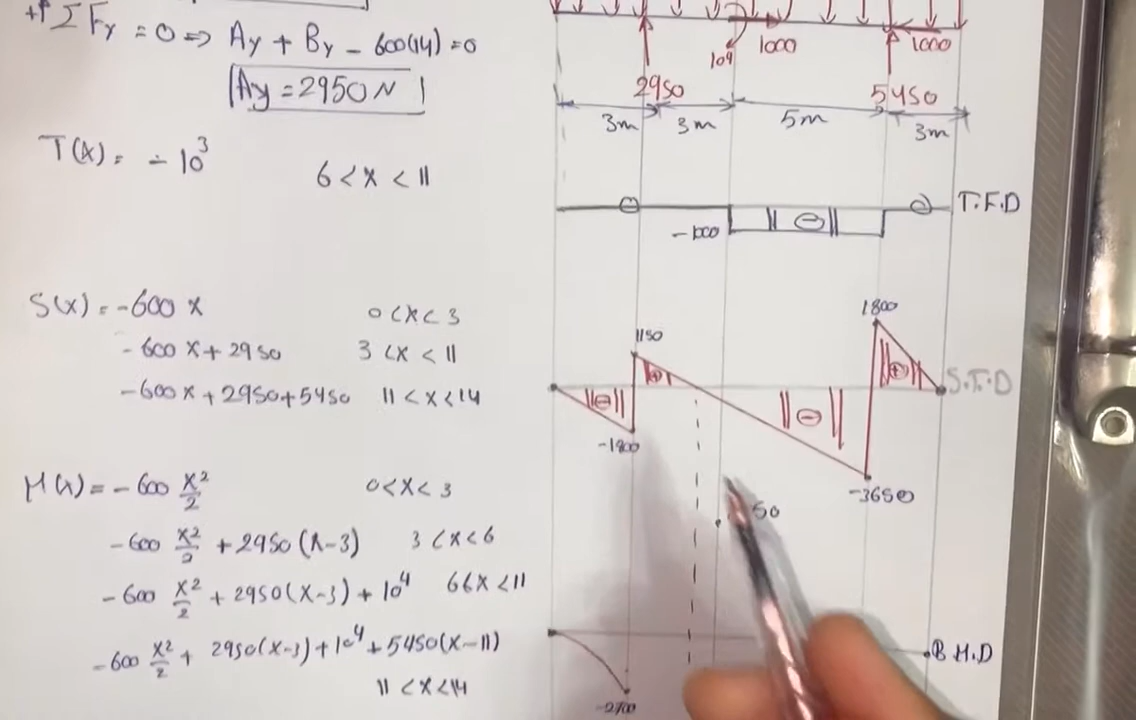 +↑ΣFy = 0 ⇒ Ay + By - 600(14) = 0
Ay = 2950 N
T(x) = - 10³
6 < x < 11
S(x) = -600 x 0 < x < 3
- 600 x + 2950 3 < x < 11
- 600 x + 2950 + 5450 11 < x < 14
M(x) = - 600 x²/2 0 < x < 3
- 600 x²/2 + 2950 (x-3) 3 < x < 6
- 600 x²/2 + 2950(x-3) + 10⁴ 6 < x < 11
- 600 x²/2 + 2950(x-3) + 10⁴ + 5450(x-11)
11 < x < 14
10⁴ 1000 1000
2950 5450
3m 3m 5m 3m
T.F.D
-1000 ⊖
1800
1150
⊖ ⊕ ⊖ ⊕ S.F.D
-1800
-3650
50
B.M.D
-2700